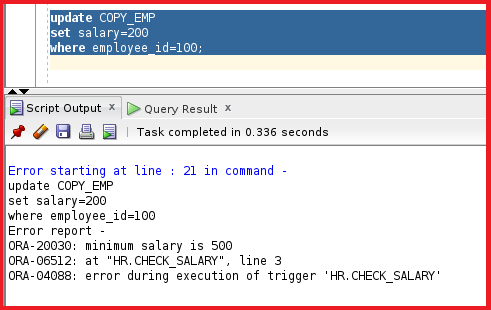 update COPY_EMP
set salary=200
where employee_id=100;
Script Output x Query Result x
Task completed in 0.336 seconds
Error starting at line : 21 in command -
update COPY_EMP
set salary=200
where employee_id=100
Error report -
ORA-20030: minimum salary is 500
ORA-06512: at "HR.CHECK_SALARY", line 3
ORA-04088: error during execution of trigger 'HR.CHECK_SALARY'